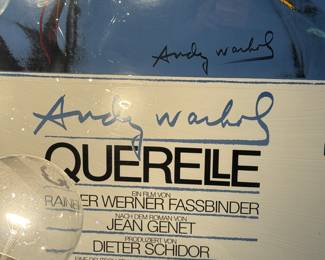 Andy Warhol
Andy Warhol
QUERELLE
EIN FILM VON
RAINER WERNER FASSBINDER
NACH DEM ROMAN VON
JEAN GENET
PRODUZIERT VON
DIETER SCHIDOR